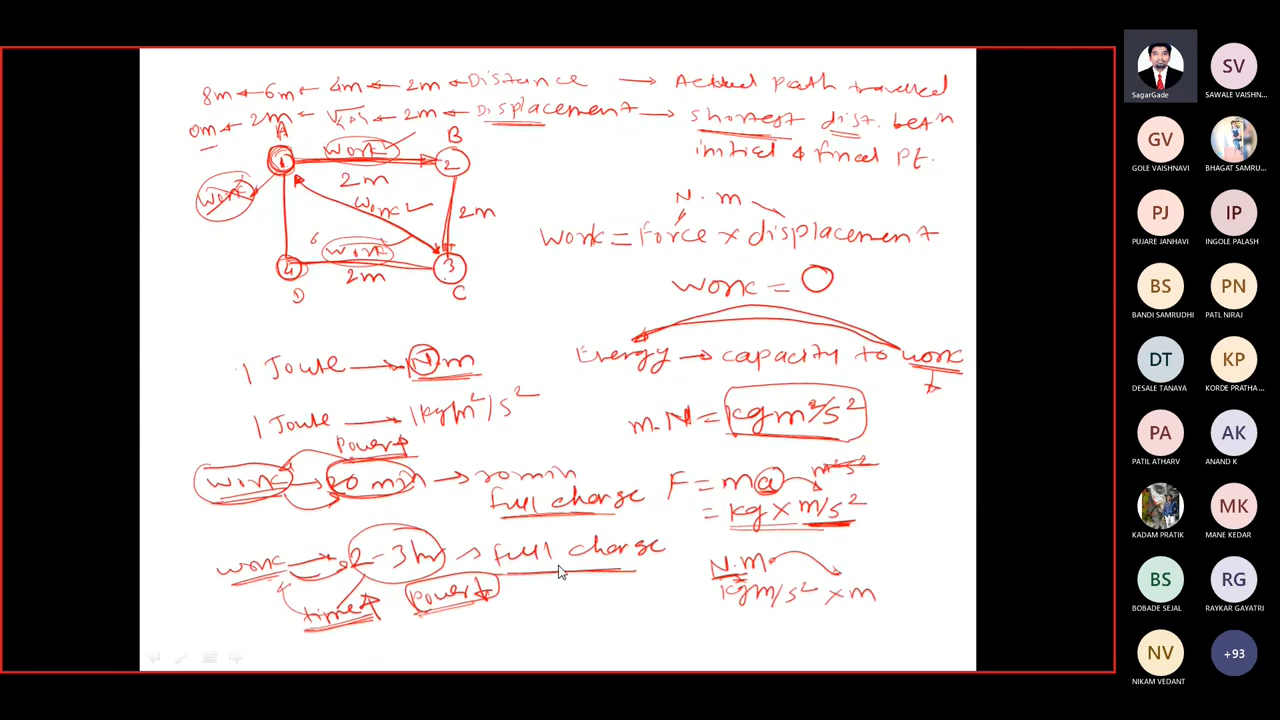 8m ← 6m ← 4m ← 2m ← Distance → Actual path travelled
0m ← 2m ← ← 2m ← Displacement → shortest dist. betn
initial & final pt.
A
B
1
work
2
2m
work
work
2m
work
4
3
2m
D
C
N . m
work = force × displacement
work = 0
Energy → capacity to work
1 Joule → 1 N m
1 Joule → 1 kgm²/s²
m.N = kgm²/s²
power↑
work → 20 min → 20min
full charge
F = ma
m/s²
= kg × m/s²
work → 2-3 hr → full charge
time↑
power↓
N.m
kgm/s² × m
SagarGade
SV
SAWALE VAISHN...
GV
GOLE VAISHNAVI
BHAGAT SAMRU...
PJ
PUJARE JANHAVI
IP
INGOLE PALASH
BS
BANDI SAMRUDHI
PN
PATL NIRAJ
DT
DESALE TANAYA
KP
KORDE PRATHA...
PA
PATIL ATHARV
AK
ANAND K
KADAM PRATIK
MK
MANE KEDAR
BS
BOBADE SEJAL
RG
RAYKAR GAYATRI
NV
NIKAM VEDANT
+93